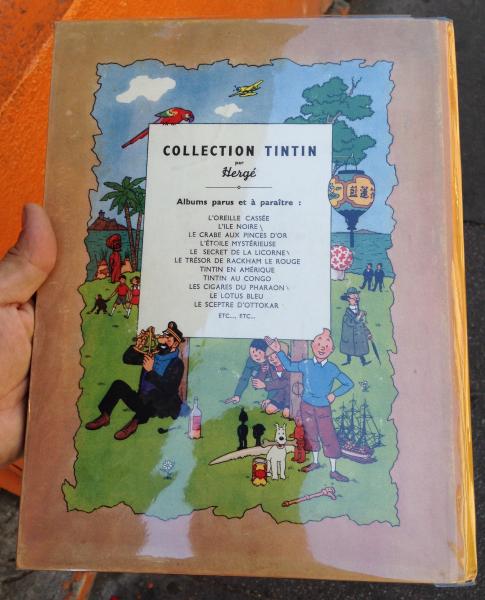 COLLECTION TINTIN
par
Hergé
Albums parus et à paraître :
L'OREILLE CASSÉE
L'ILE NOIRE
LE CRABE AUX PINCES D'OR
L'ÉTOILE MYSTÉRIEUSE
LE SECRET DE LA LICORNE
LE TRÉSOR DE RACKHAM LE ROUGE
TINTIN EN AMÉRIQUE
TINTIN AU CONGO
LES CIGARES DU PHARAON
LE LOTUS BLEU
LE SCEPTRE D'OTTOKAR
ETC..., ETC...